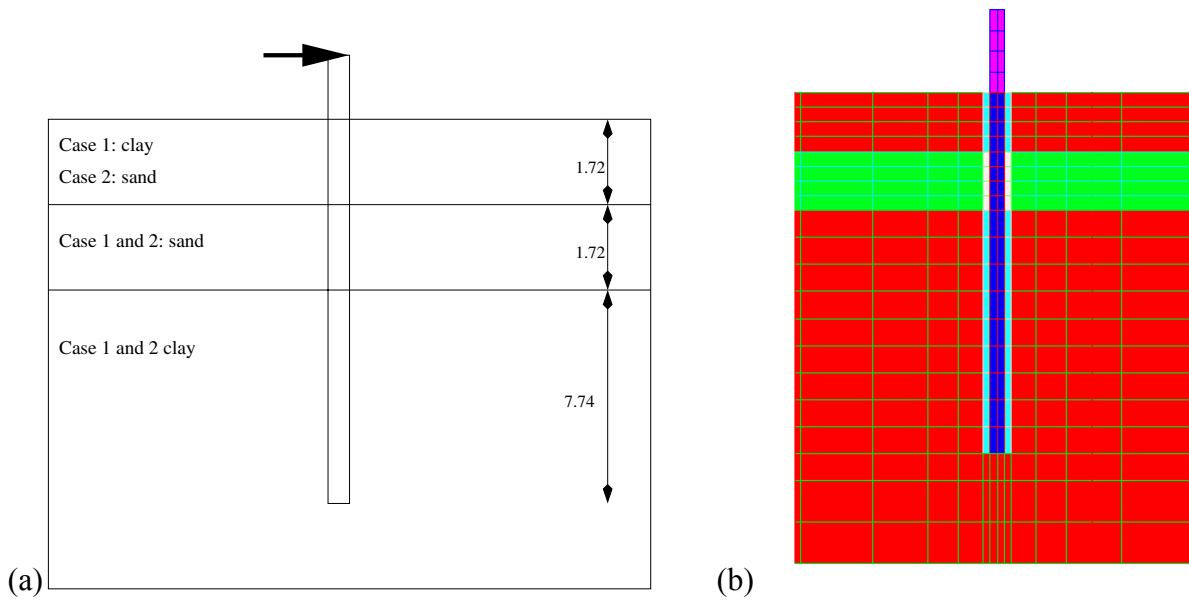 Case 1: clay
Case 2: sand
1.72
Case 1 and 2: sand
1.72
Case 1 and 2 clay
7.74
(a)
(b)